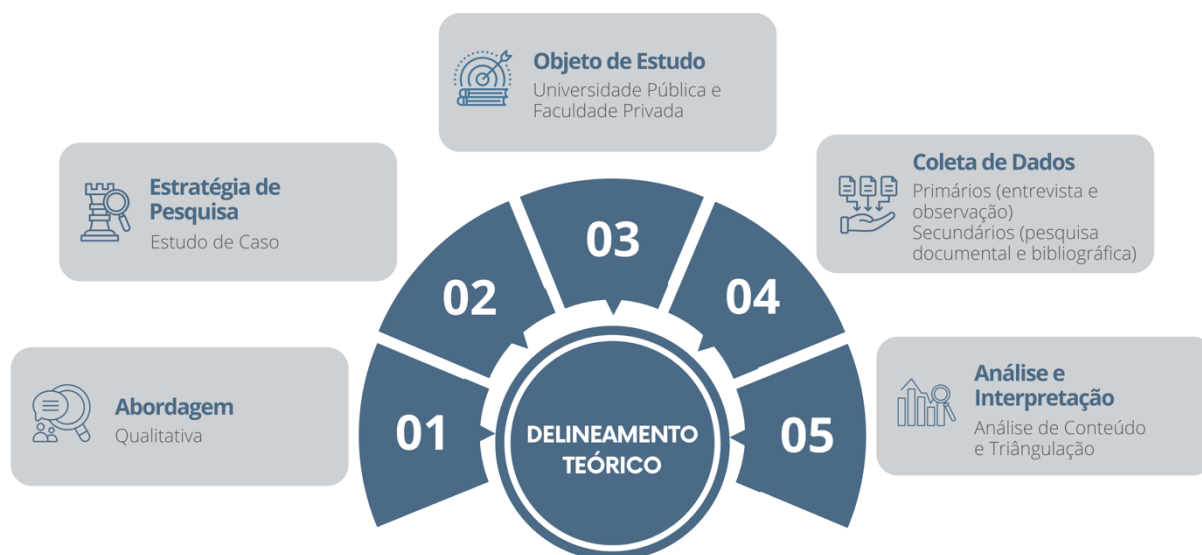 01
Abordagem
Qualitativa
02
Estratégia de
Pesquisa
Estudo de Caso
03
Objeto de Estudo
Universidade Pública e
Faculdade Privada
04
Coleta de Dados
Primários (entrevista e
observação)
Secundários (pesquisa
documental e bibliográfica)
05
Análise e
Interpretação
Análise de Conteúdo
e Triângulação
DELINEAMENTO
TEÓRICO